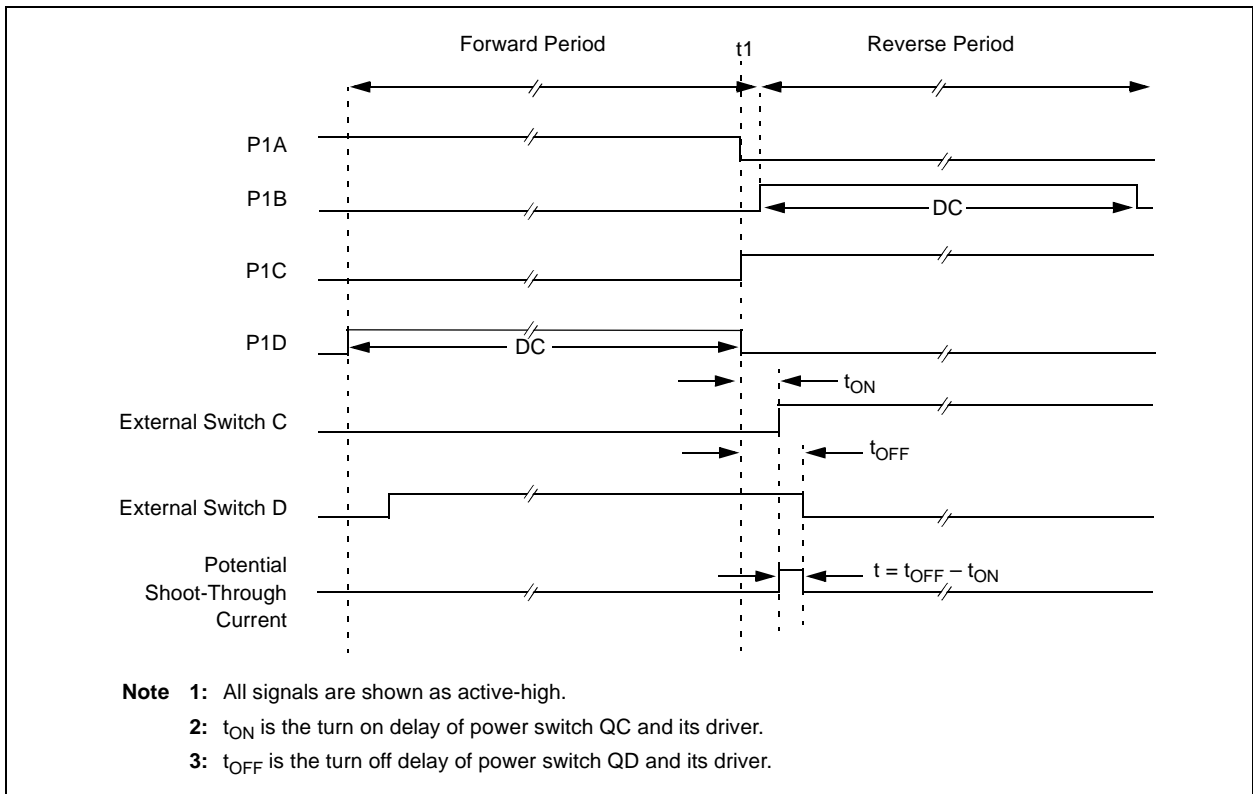 Forward Period t1 Reverse Period
P1A
P1B
DC
P1C
P1D
DC
tON
External Switch C
tOFF
External Switch D
Potential
Shoot-Through
Current
t = tOFF – tON
Note 1: All signals are shown as active-high.
2: tON is the turn on delay of power switch QC and its driver.
3: tOFF is the turn off delay of power switch QD and its driver.